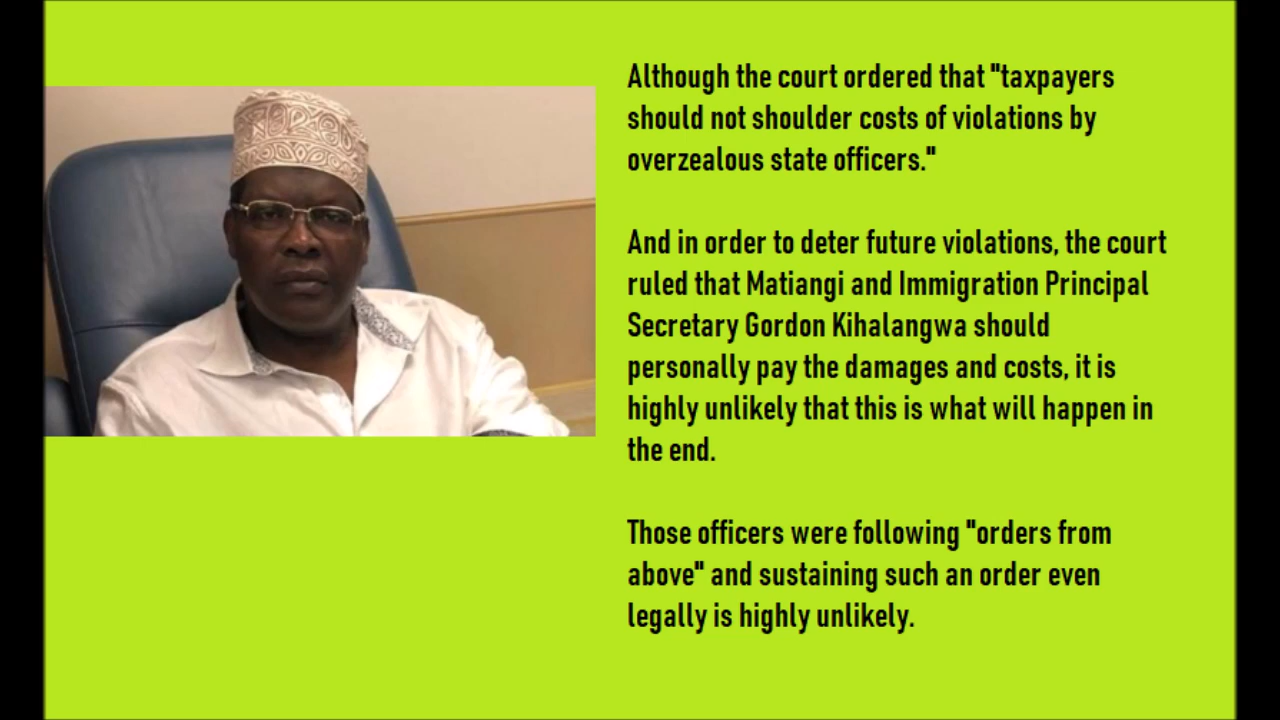 Although the court ordered that "taxpayers
should not shoulder costs of violations by
overzealous state officers."
And in order to deter future violations, the court
ruled that Matiangi and Immigration Principal
Secretary Gordon Kihalangwa should
personally pay the damages and costs, it is
highly unlikely that this is what will happen in
the end.
Those officers were following "orders from
above" and sustaining such an order even
legally is highly unlikely.